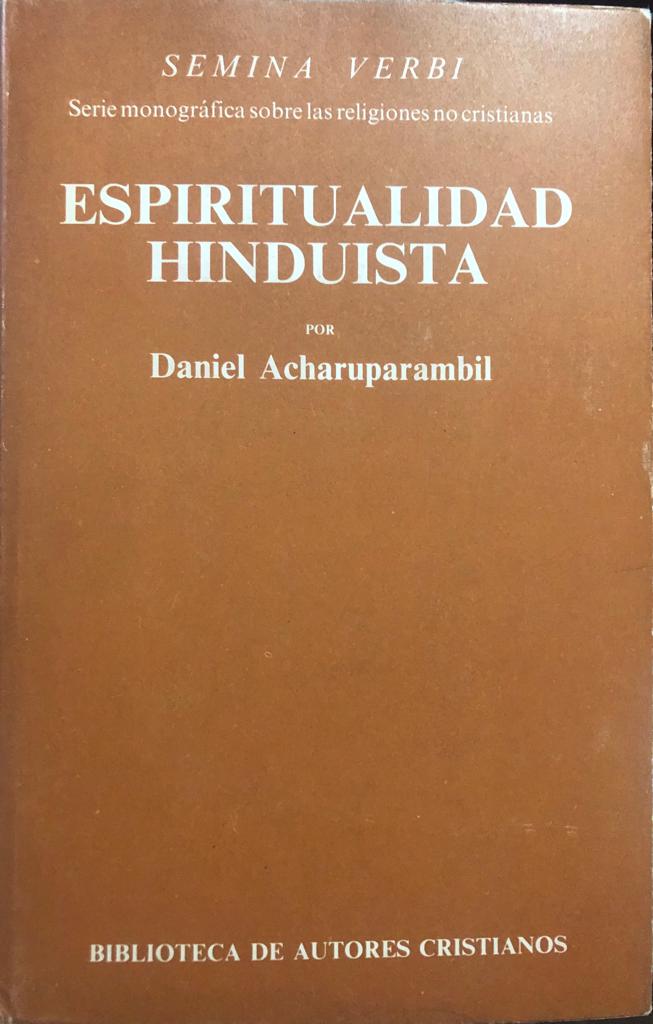 SEMINA VERBI
Serie monográfica sobre las religiones no cristianas
ESPIRITUALIDAD
HINDUISTA
POR
Daniel Acharuparambil
BIBLIOTECA DE AUTORES CRISTIANOS